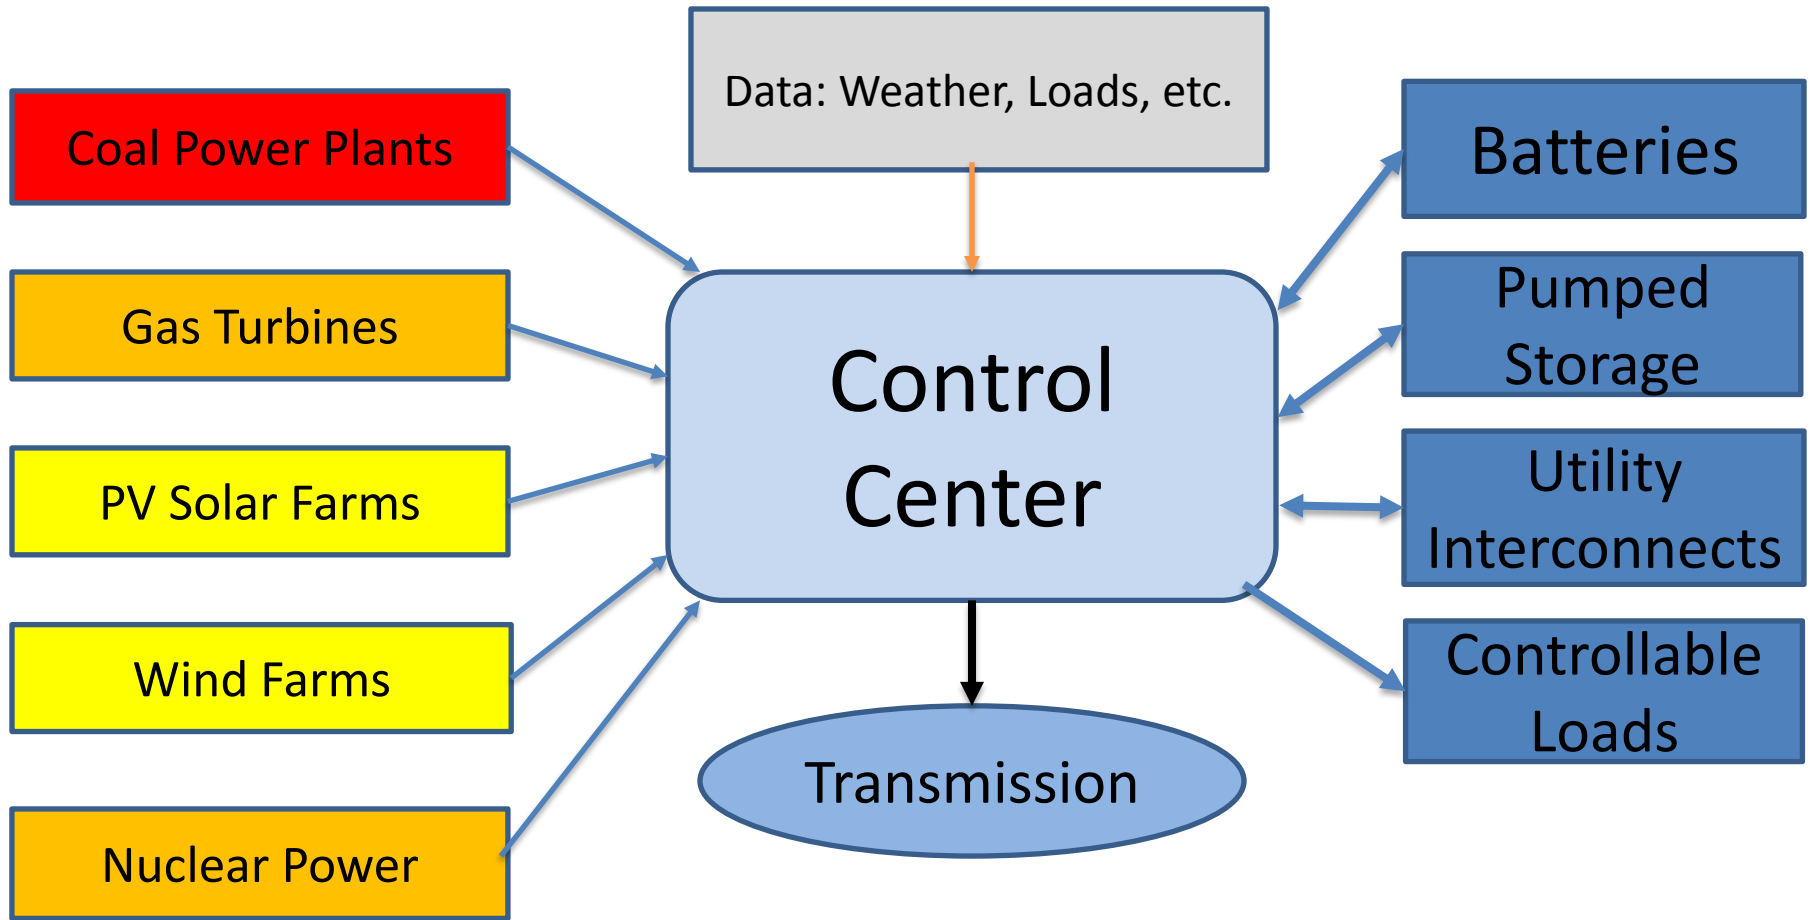 Data: Weather, Loads, etc.
Coal Power Plants
Gas Turbines
PV Solar Farms
Wind Farms
Nuclear Power
Control
Center
Transmission
Batteries
Pumped
Storage
Utility
Interconnects
Controllable
Loads